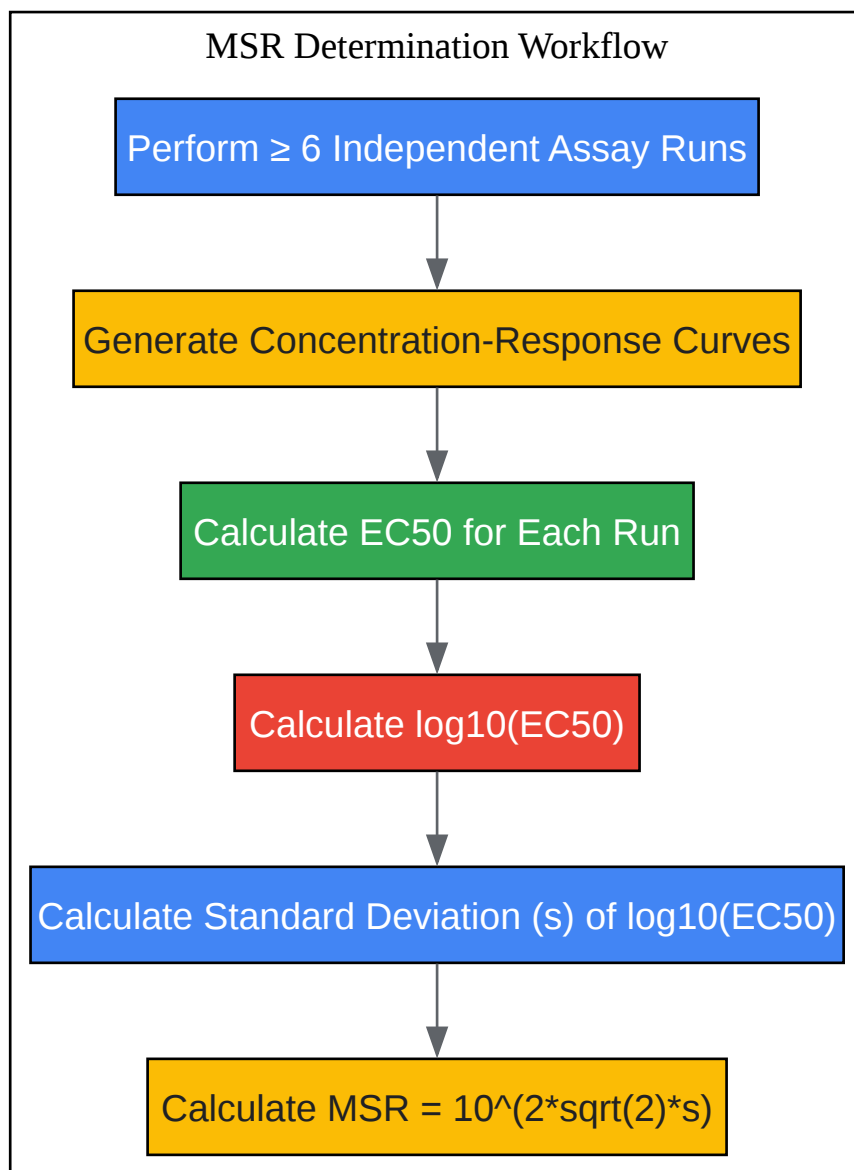 MSR Determination Workflow
Perform ≥ 6 Independent Assay Runs
Generate Concentration-Response Curves
Calculate EC50 for Each Run
Calculate log10(EC50)
Calculate Standard Deviation (s) of log10(EC50)
Calculate MSR = 10^(2*sqrt(2)*s)